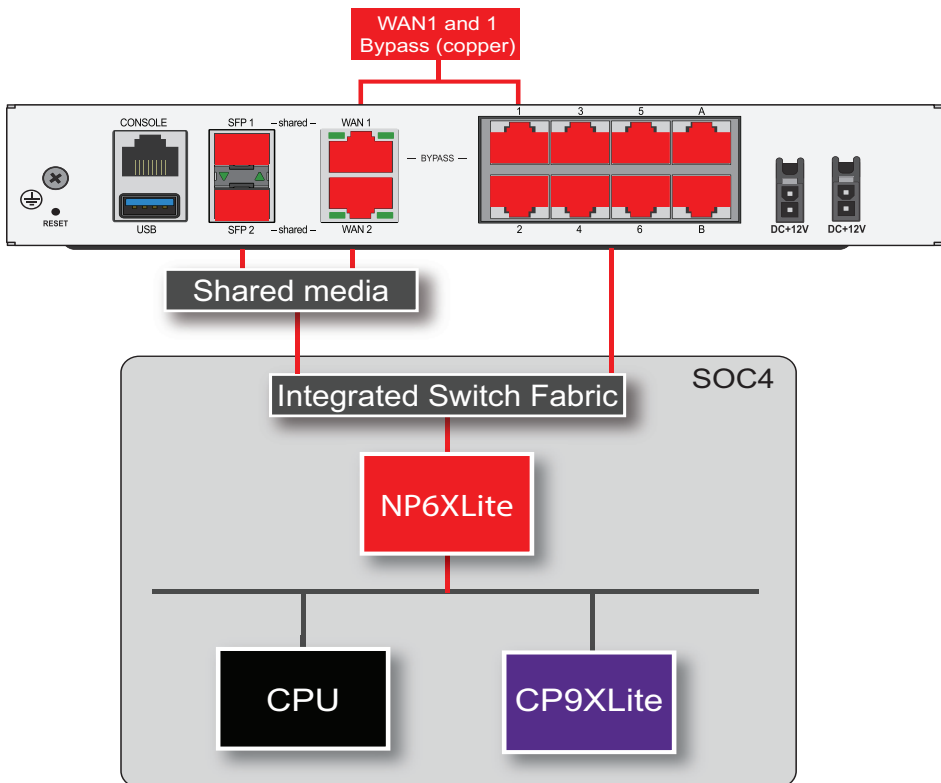 WAN1 and 1
Bypass (copper)
CONSOLE
SFP 1
shared
WAN 1
1
3
5
A
BYPASS
RESET
USB
SFP 2
shared
WAN 2
2
4
6
B
DC+12V
DC+12V
Shared media
SOC4
Integrated Switch Fabric
NP6XLite
CPU
CP9XLite